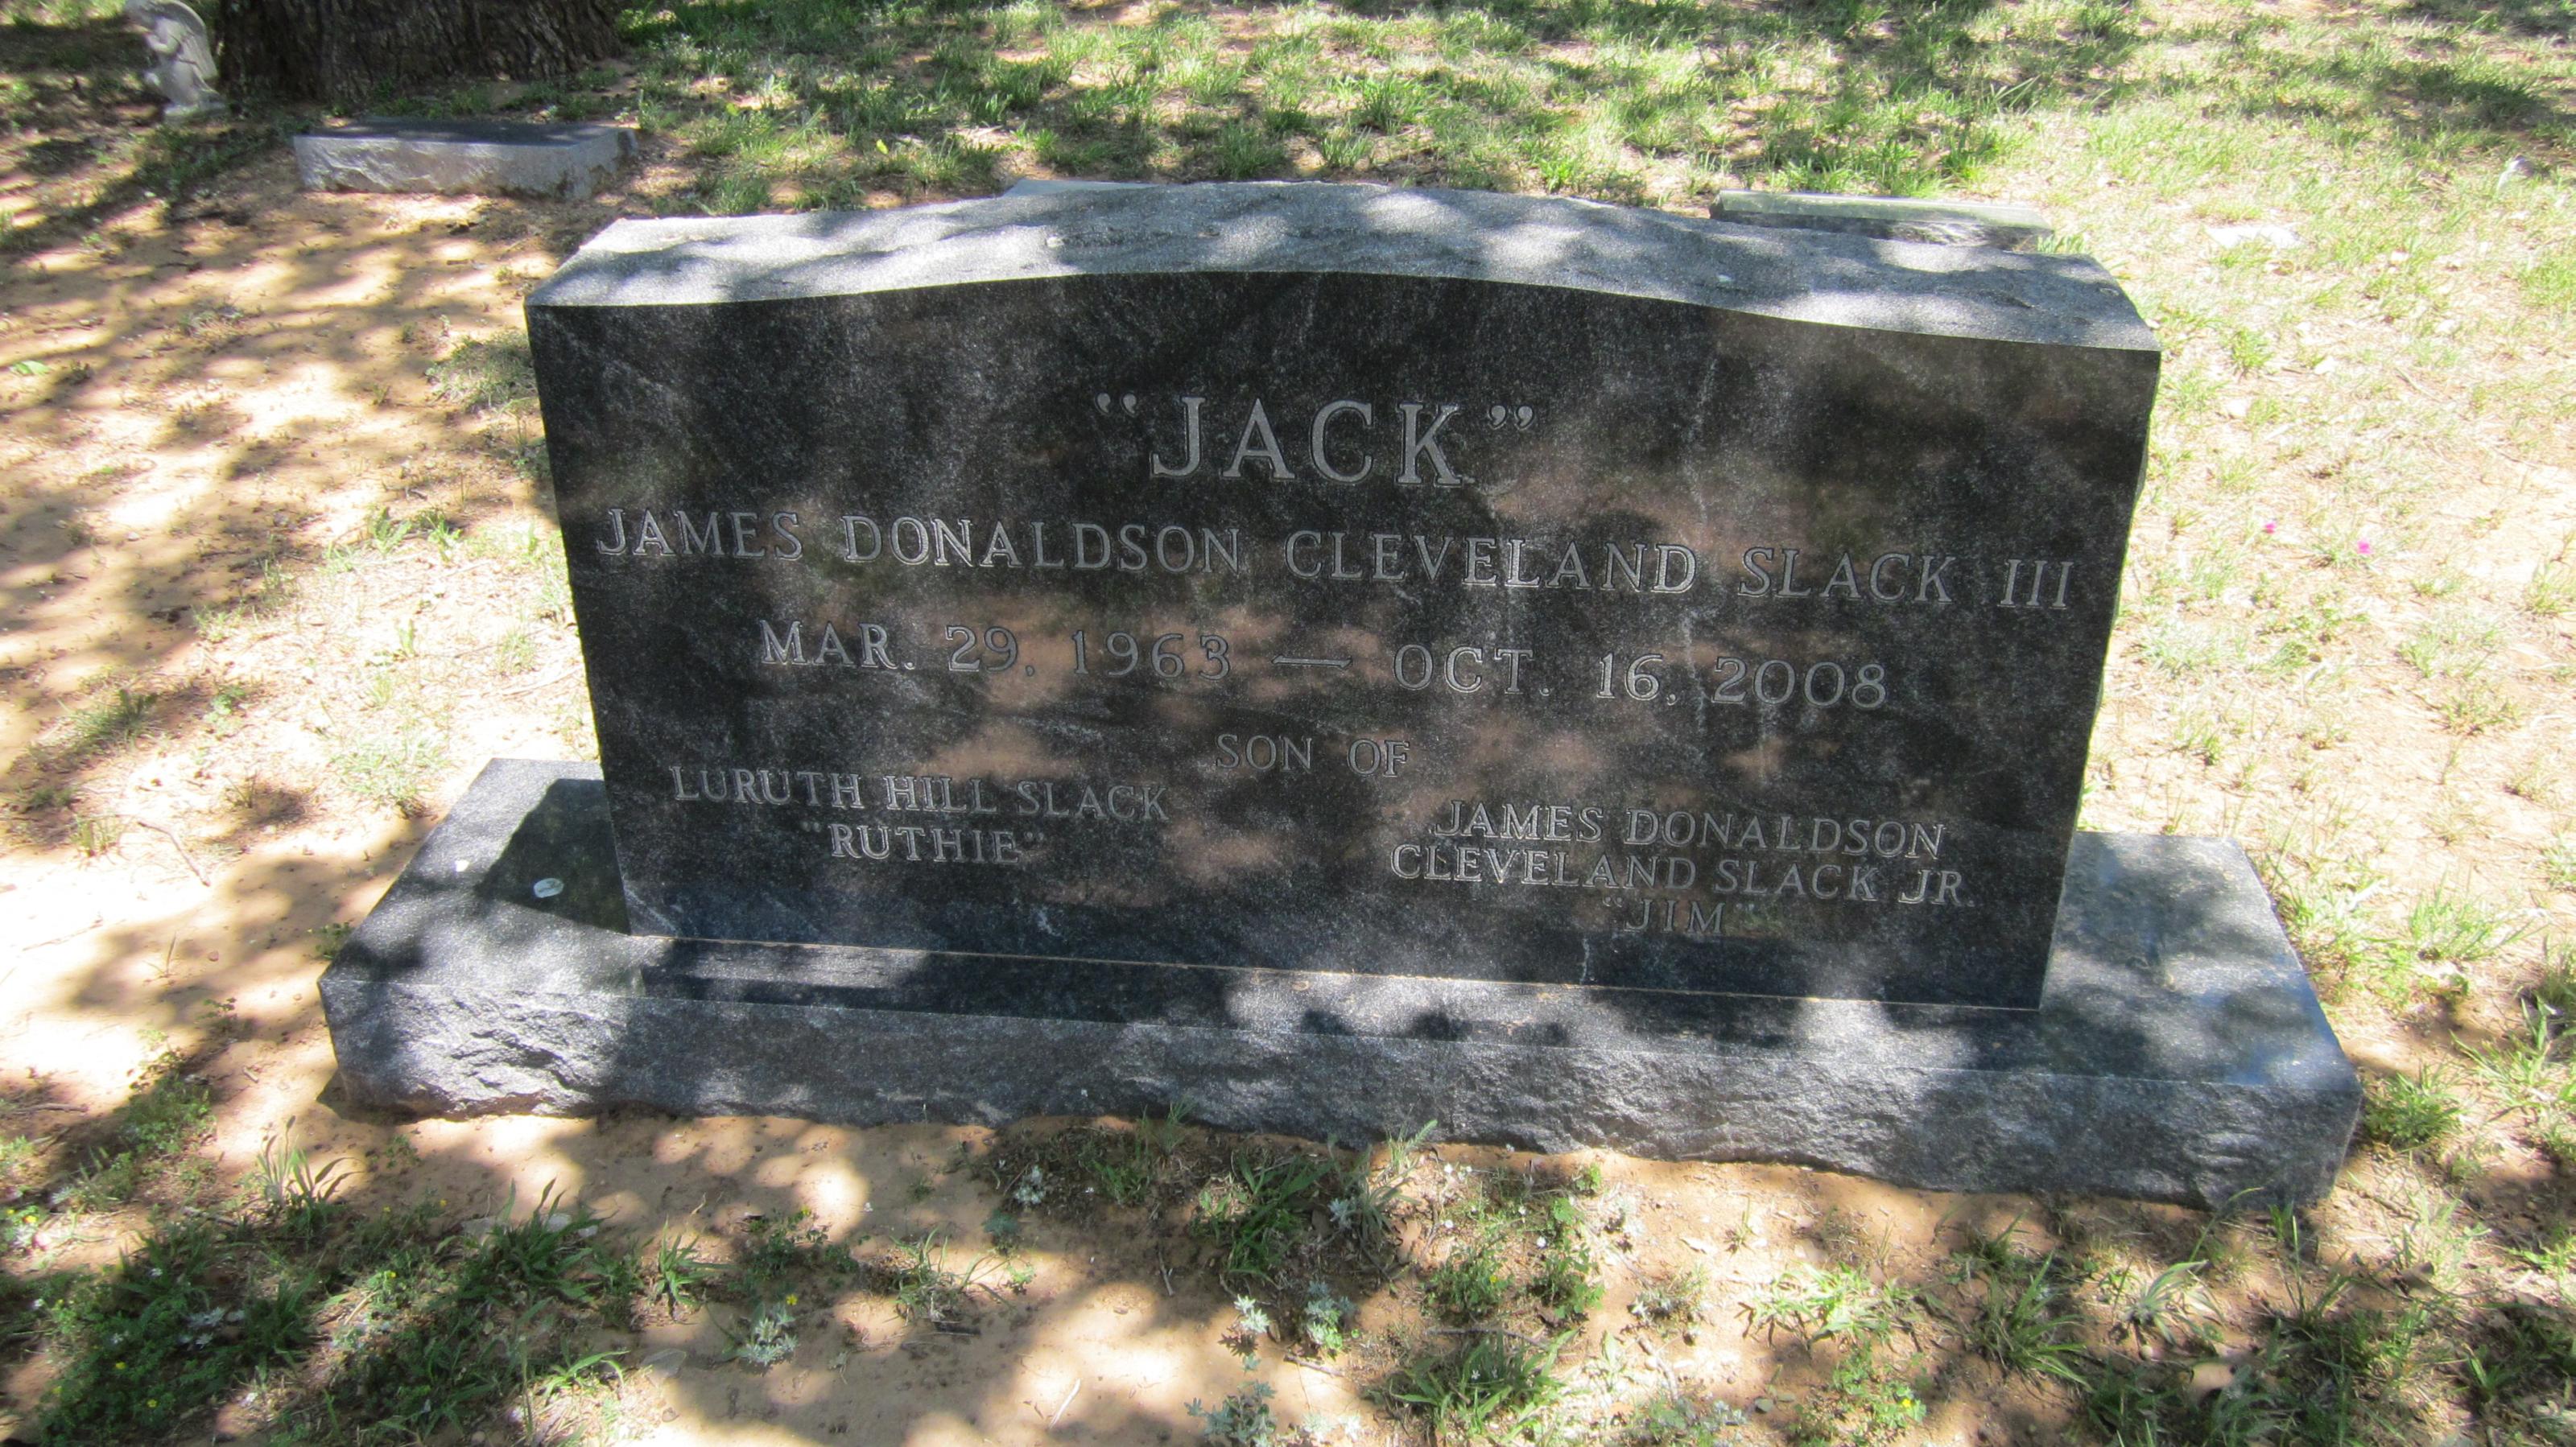 "JACK"
JAMES DONALDSON CLEVELAND SLACK III
MAR. 29, 1963 — OCT. 16, 2008
SON OF
LURUTH HILL SLACK
"RUTHIE"
JAMES DONALDSON
CLEVELAND SLACK JR.
"JIM"